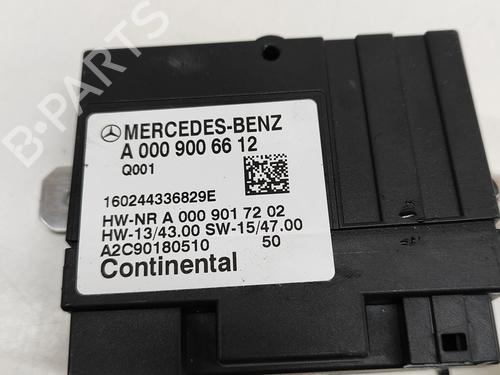 B-PARTS
MERCEDES-BENZ
A 000 900 66 12
Q001
160244336829E
HW-NR A 000 901 72 02
HW-13/43.00 SW-15/47.00
A2C90180510 50
Continental